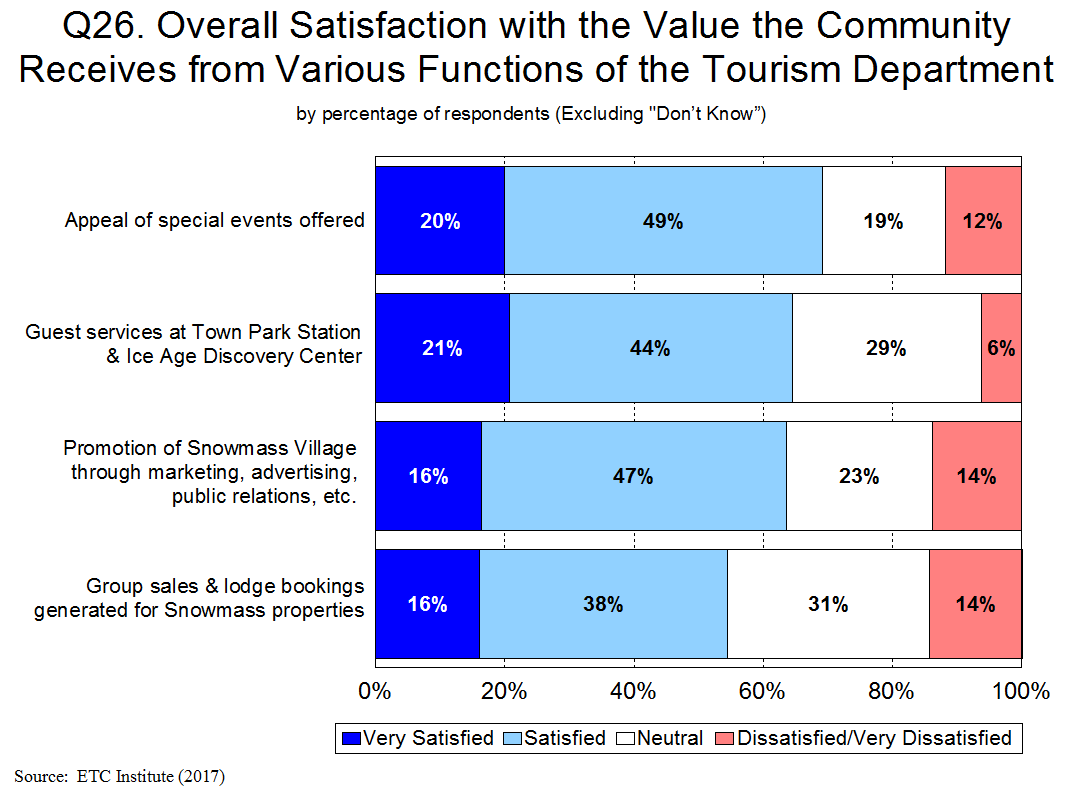 Q26. Overall Satisfaction with the Value the Community
Receives from Various Functions of the Tourism Department
by percentage of respondents (Excluding "Don’t Know”)
Appeal of special events offered
20% 49% 19% 12%
Guest services at Town Park Station
& Ice Age Discovery Center
21% 44% 29% 6%
Promotion of Snowmass Village
through marketing, advertising,
public relations, etc.
16% 47% 23% 14%
Group sales & lodge bookings
generated for Snowmass properties
16% 38% 31% 14%
0% 20% 40% 60% 80% 100%
Very Satisfied Satisfied Neutral Dissatisfied/Very Dissatisfied
Source: ETC Institute (2017)